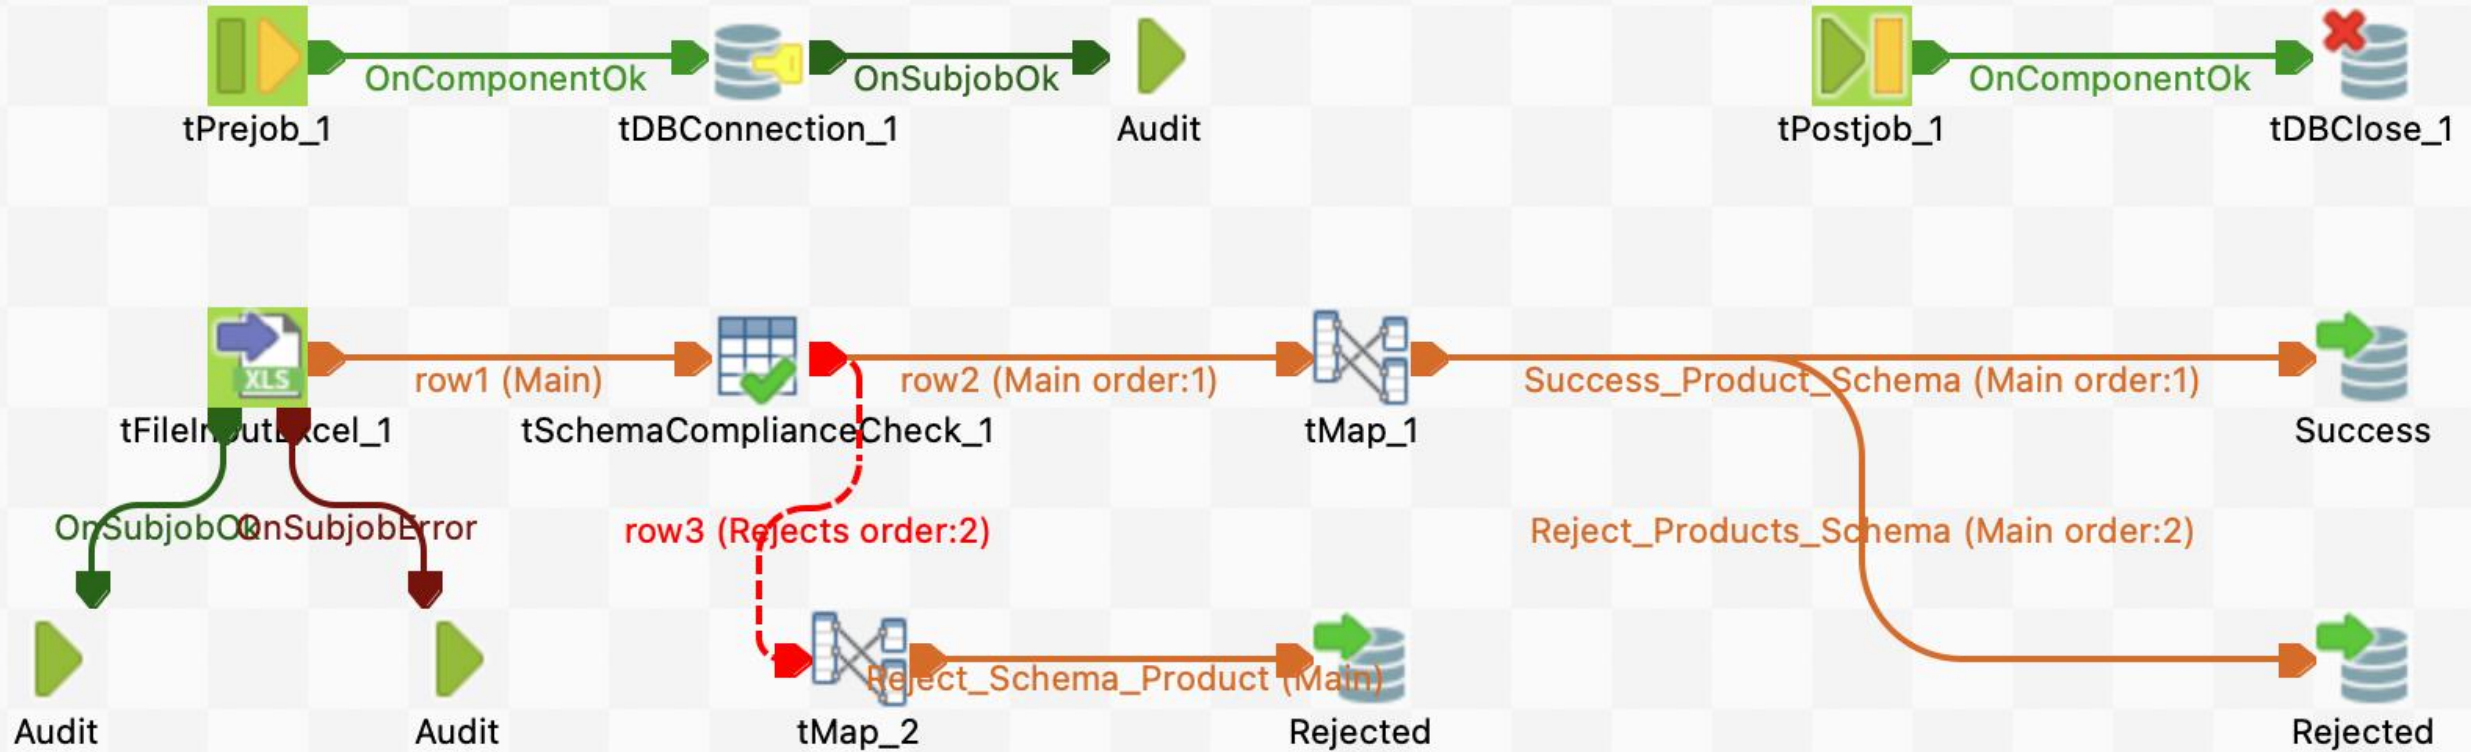 OnComponentOk
OnSubjobOk
OnComponentOk
tPrejob_1
tDBConnection_1
Audit
tPostjob_1
tDBClose_1
XLS
row1 (Main)
row2 (Main order:1)
Success_Product_Schema (Main order:1)
tFileInputExcel_1
tSchemaComplianceCheck_1
tMap_1
Success
OnSubjobOk
OnSubjobError
row3 (Rejects order:2)
Reject_Products_Schema (Main order:2)
Reject_Schema_Product (Main)
Audit
Audit
tMap_2
Rejected
Rejected